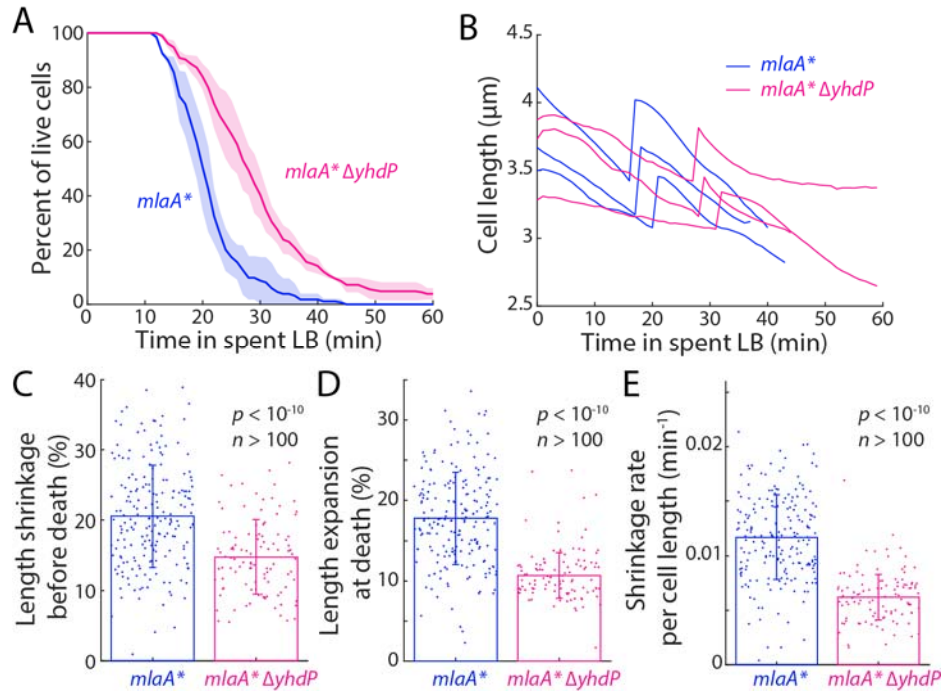 A
100
80
60
40
20
0
Percent of live cells
mlaA*
mlaA* ΔyhdP
0
10
20
30
40
50
60
Time in spent LB (min)
B
4.5
4
3.5
3
2.5
Cell length (μm)
mlaA*
mlaA* ΔyhdP
0
10
20
30
40
50
60
Time in spent LB (min)
C
40
30
20
10
0
Length shrinkage
before death (%)
p < 10⁻¹⁰
n > 100
mlaA*
mlaA* ΔyhdP
D
30
20
10
0
Length expansion
at death (%)
p < 10⁻¹⁰
n > 100
mlaA*
mlaA* ΔyhdP
E
0.02
0.01
0
Shrinkage rate
per cell length (min⁻¹)
p < 10⁻¹⁰
n > 100
mlaA*
mlaA* ΔyhdP